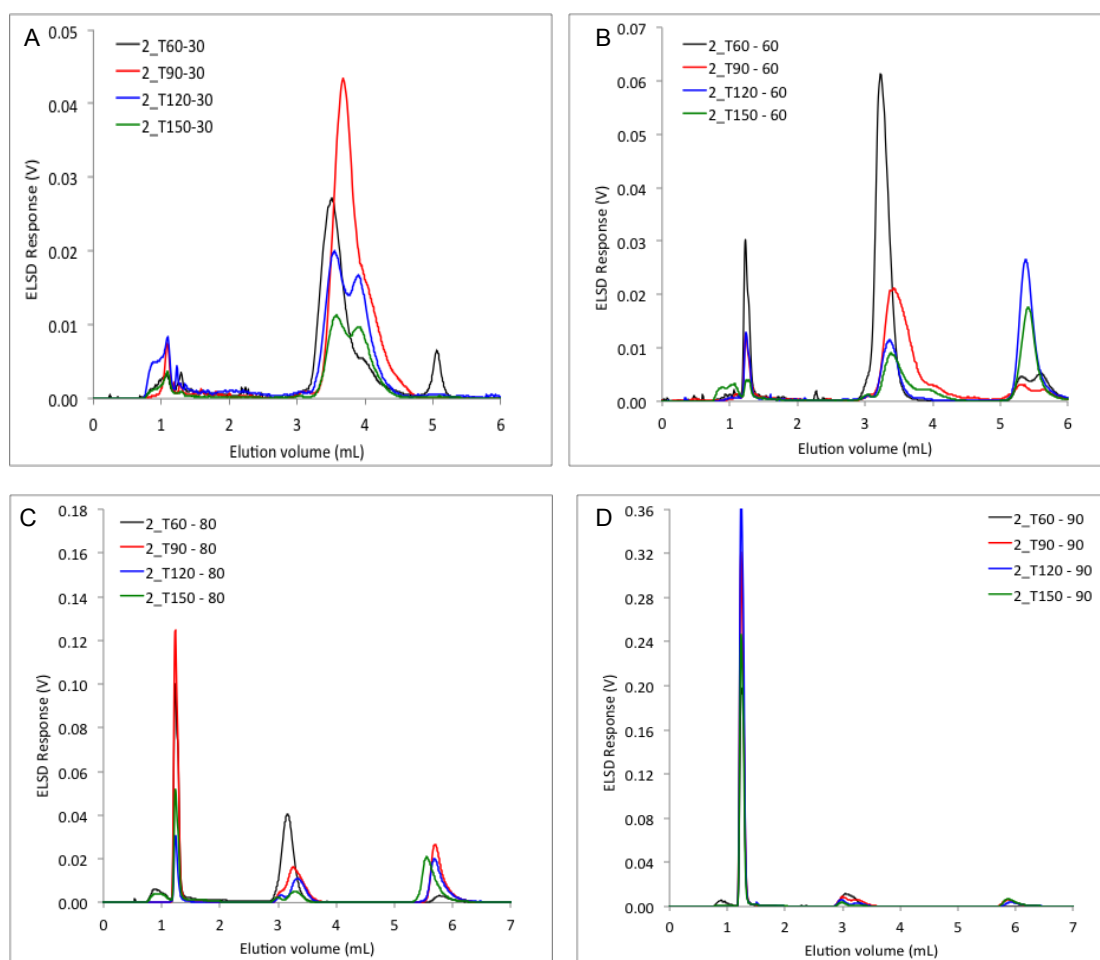 A
2_T60-30
2_T90-30
2_T120-30
2_T150-30
ELSD Response (V)
0.05
0.04
0.03
0.02
0.01
0.00
0 1 2 3 4 5 6
Elution volume (mL)
B
2_T60 - 60
2_T90 - 60
2_T120 - 60
2_T150 - 60
ELSD Response (V)
0.07
0.06
0.05
0.04
0.03
0.02
0.01
0.00
0 1 2 3 4 5 6
Elution volume (mL)
C
2_T60 - 80
2_T90 - 80
2_T120 - 80
2_T150 - 80
ELSD Response (V)
0.18
0.16
0.14
0.12
0.10
0.08
0.06
0.04
0.02
0.00
0 1 2 3 4 5 6 7
Elution volume (mL)
D
2_T60 - 90
2_T90 - 90
2_T120 - 90
2_T150 - 90
ELSD Response (V)
0.36
0.32
0.28
0.24
0.20
0.16
0.12
0.08
0.04
0.00
0 1 2 3 4 5 6 7
Elution volume (mL)